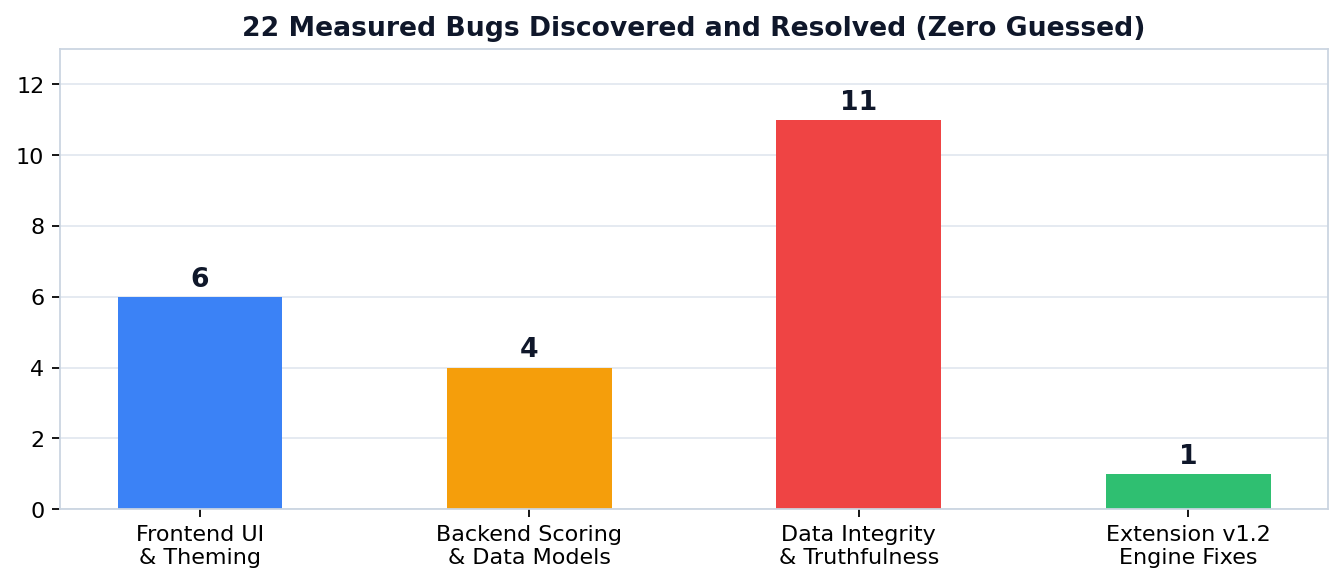 22 Measured Bugs Discovered and Resolved (Zero Guessed)
12
10
8
6
4
2
0
6
4
11
1
Frontend UI
& Theming
Backend Scoring
& Data Models
Data Integrity
& Truthfulness
Extension v1.2
Engine Fixes